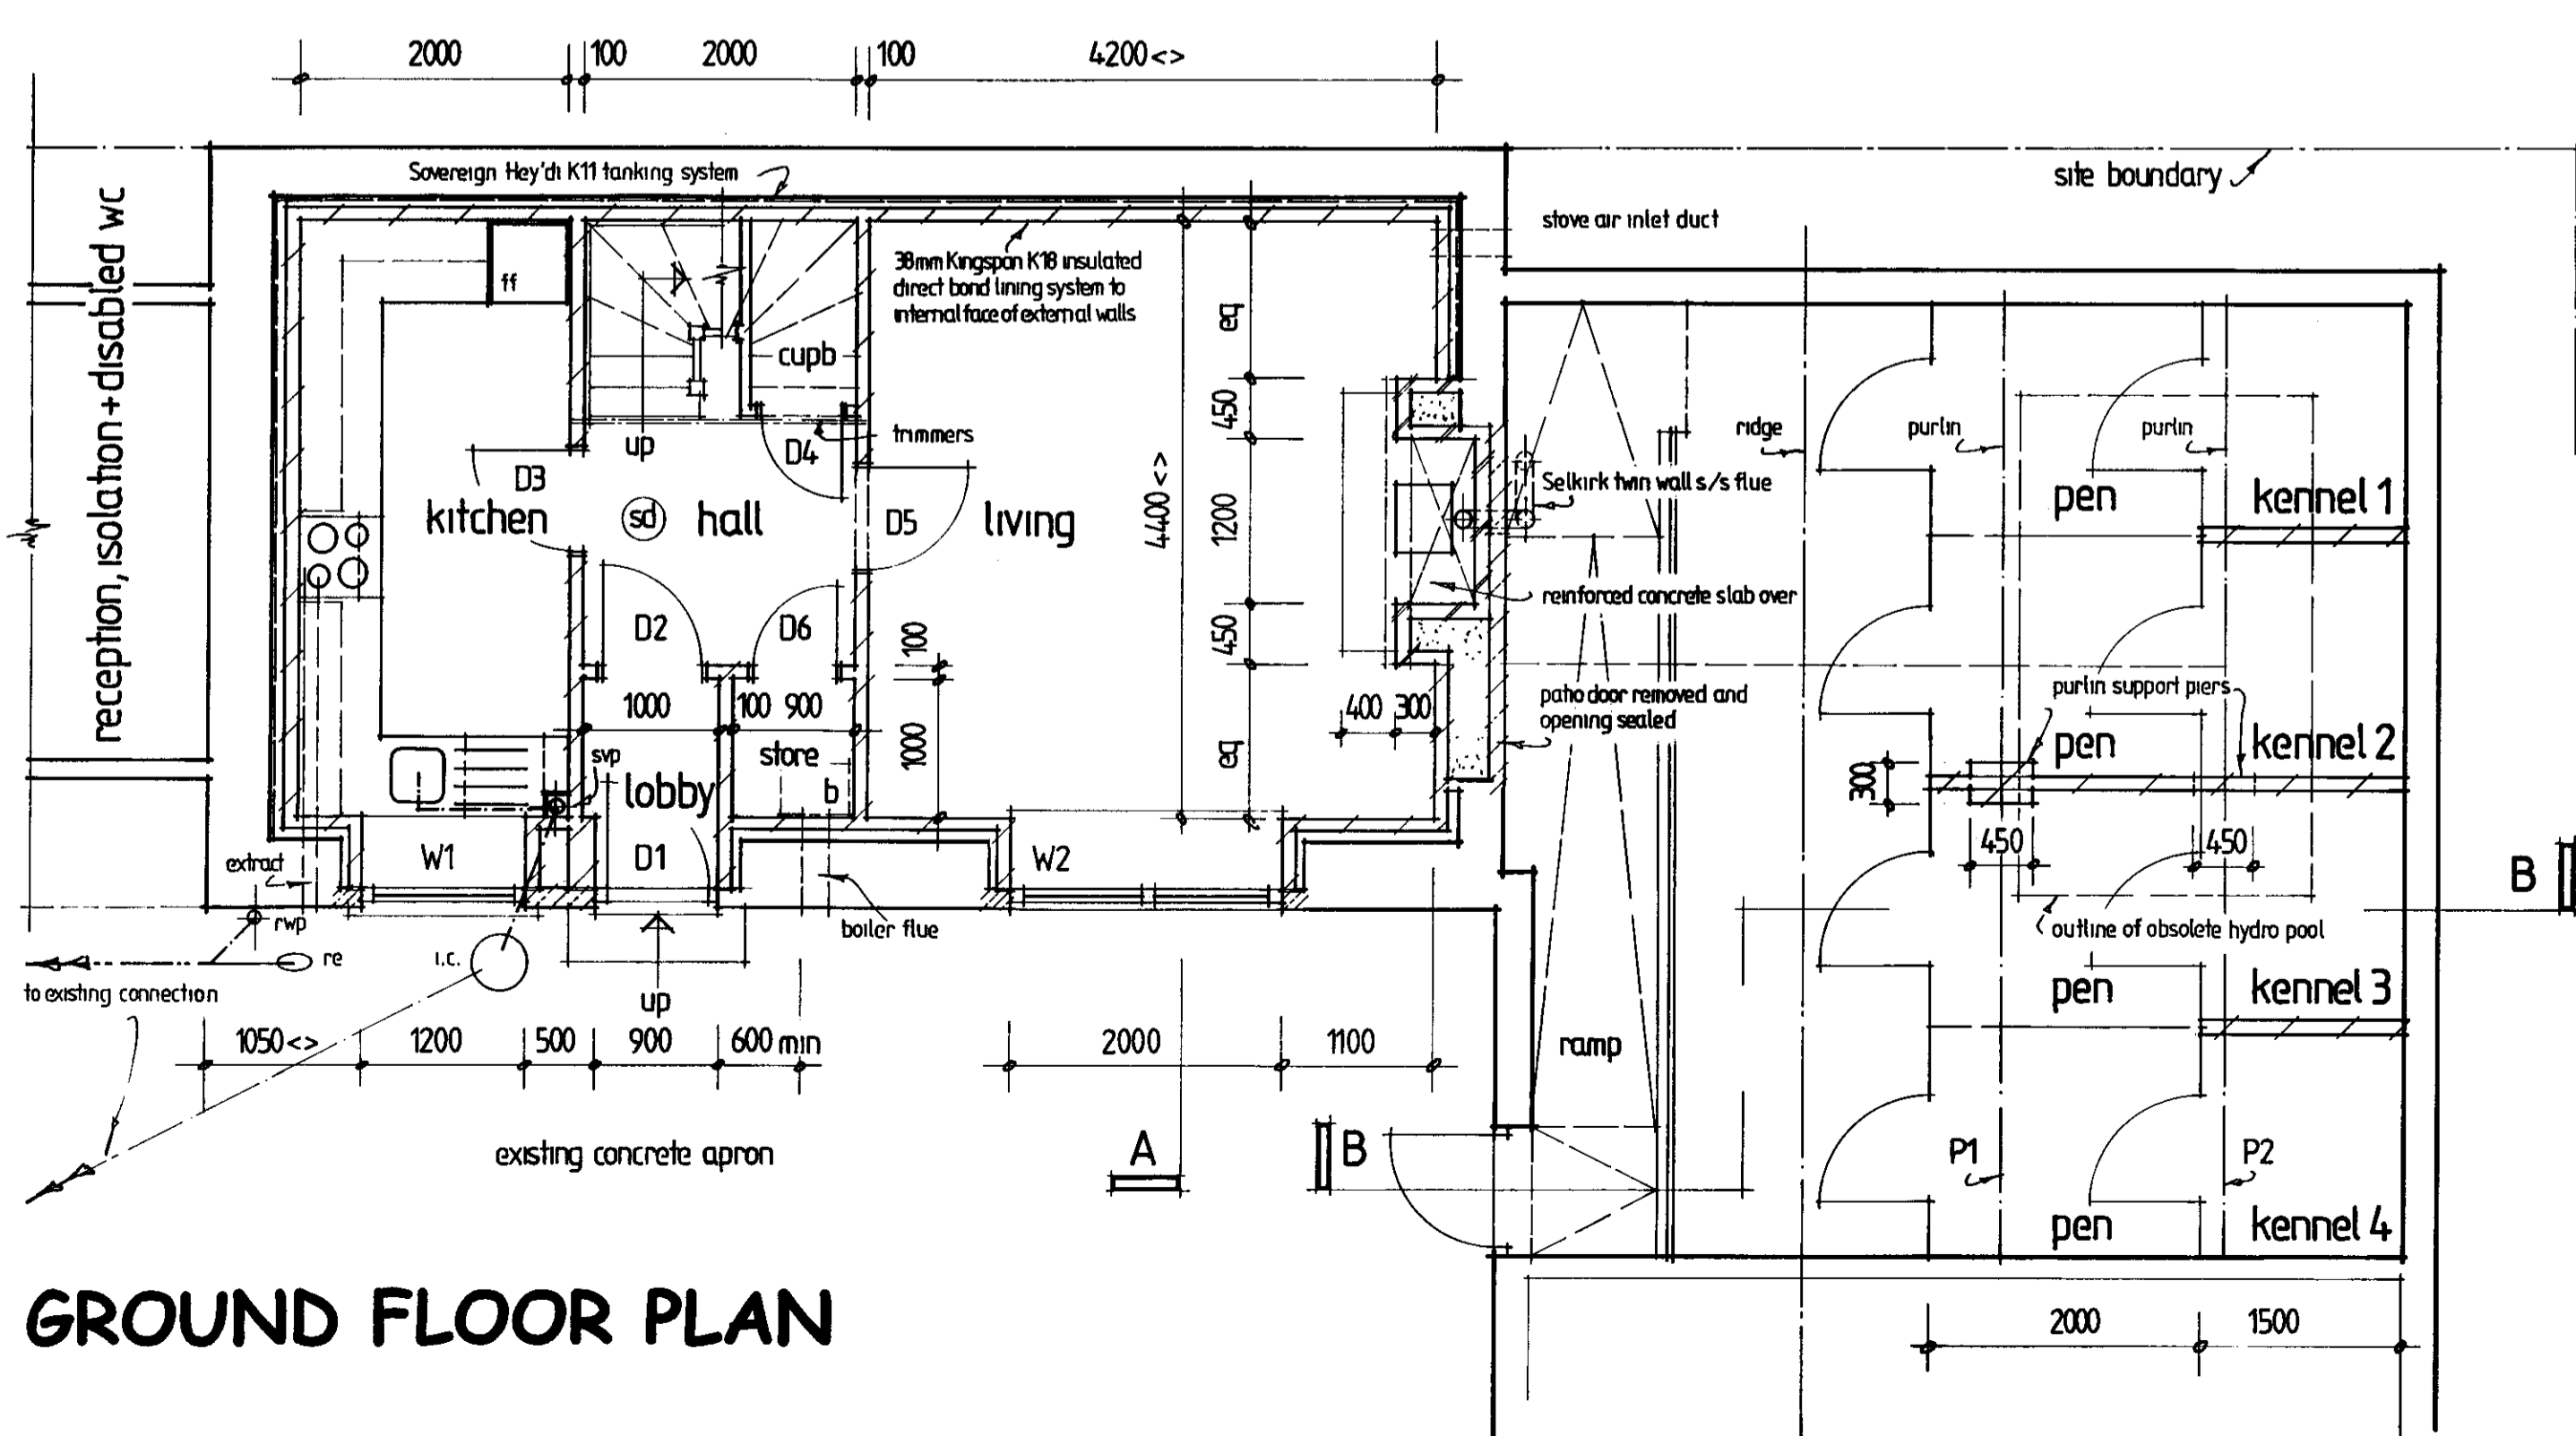 2000
100
2000
100
4200<>
Sovereign Hey'di K11 tanking system
site boundary
reception, isolation + disabled wc
stove air inlet duct
38mm Kingspan K18 insulated
direct bond lining system to
internal face of external walls
ff
eq
cupb
450
up
D4
trimmers
ridge
purlin
purlin
D3
Selkirk twin wall s/s flue
kitchen
sd
hall
D5
living
4400<>
1200
pen
kennel 1
reinforced concrete slab over
D2
D6
100
450
patio door removed and
opening sealed
purlin support piers
1000
100
900
400
300
svp
store
1000
eq
pen
kennel 2
lobby
b
300
450
450
extract
W1
D1
W2
B
rwp
boiler flue
outline of obsolete hydro pool
re
i.c.
to existing connection
up
pen
kennel 3
1050<>
1200
500
900
600 min
2000
1100
ramp
existing concrete apron
A
B
P1
P2
pen
kennel 4
GROUND FLOOR PLAN
2000
1500